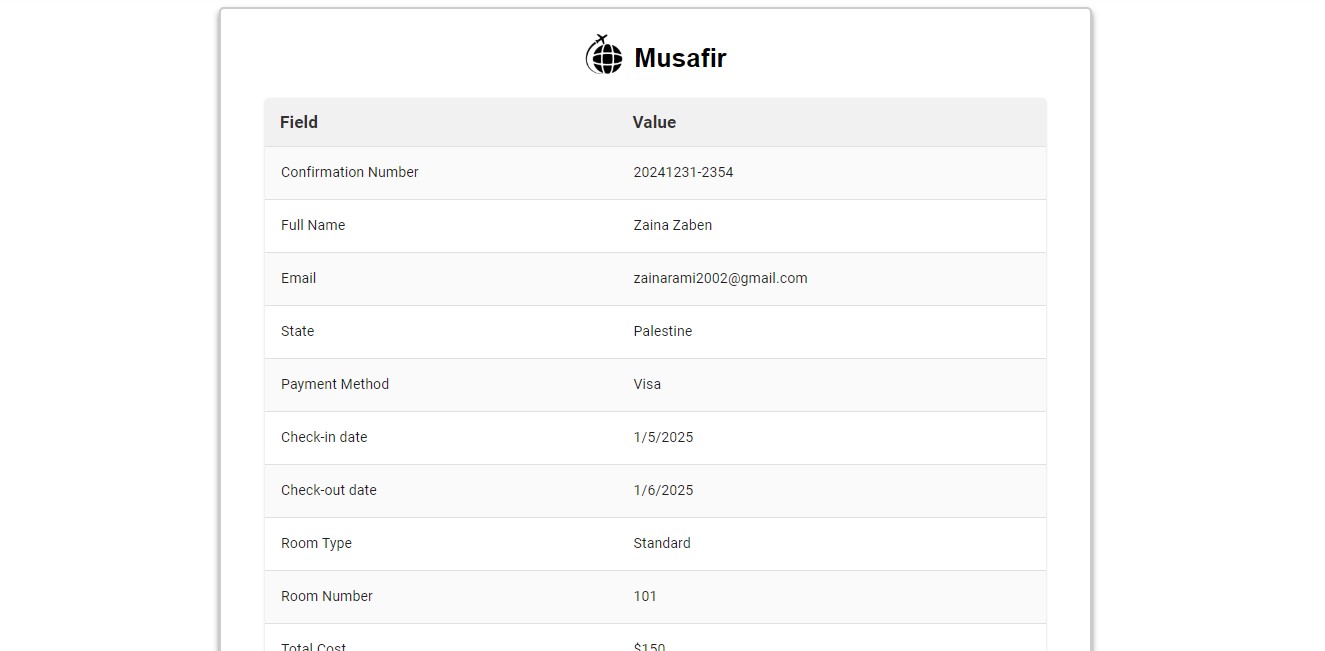 Musafir
Field Value
Confirmation Number 20241231-2354
Full Name Zaina Zaben
Email zainarami2002@gmail.com
State Palestine
Payment Method Visa
Check-in date 1/5/2025
Check-out date 1/6/2025
Room Type Standard
Room Number 101
Total Cost $150